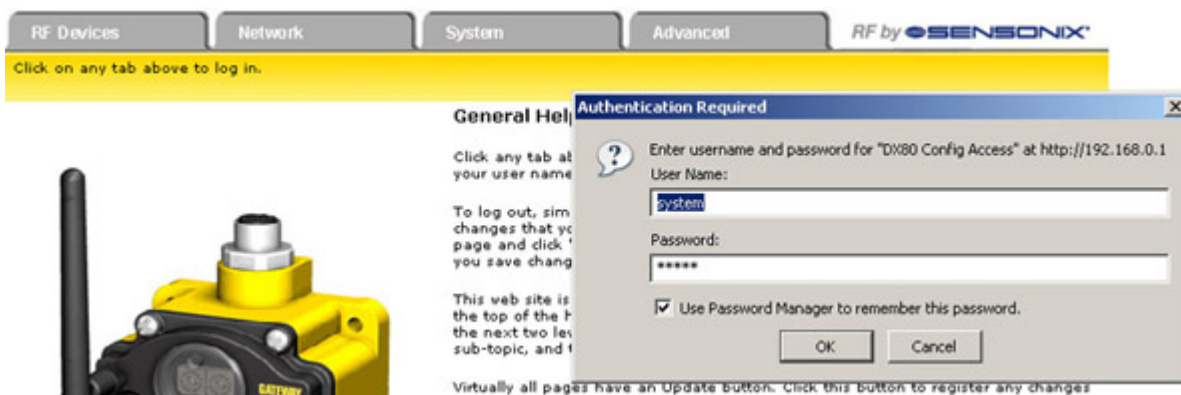 RF Devices
Network
System
Advanced
RF by SENSONIX
Click on any tab above to log in.
General Hel
Click any tab a
your user name
To log out, sim
changes that yo
page and click
you save chang
This web site is
the top of the h
the next two lev
sub-topic, and
Virtually all pages have an Update button. Click this button to register any changes
Authentication Required
Enter username and password for "DX80 Config Access" at http://192.168.0.1
User Name:
system
Password:
*****
Use Password Manager to remember this password.
OK
Cancel
GATEWAY